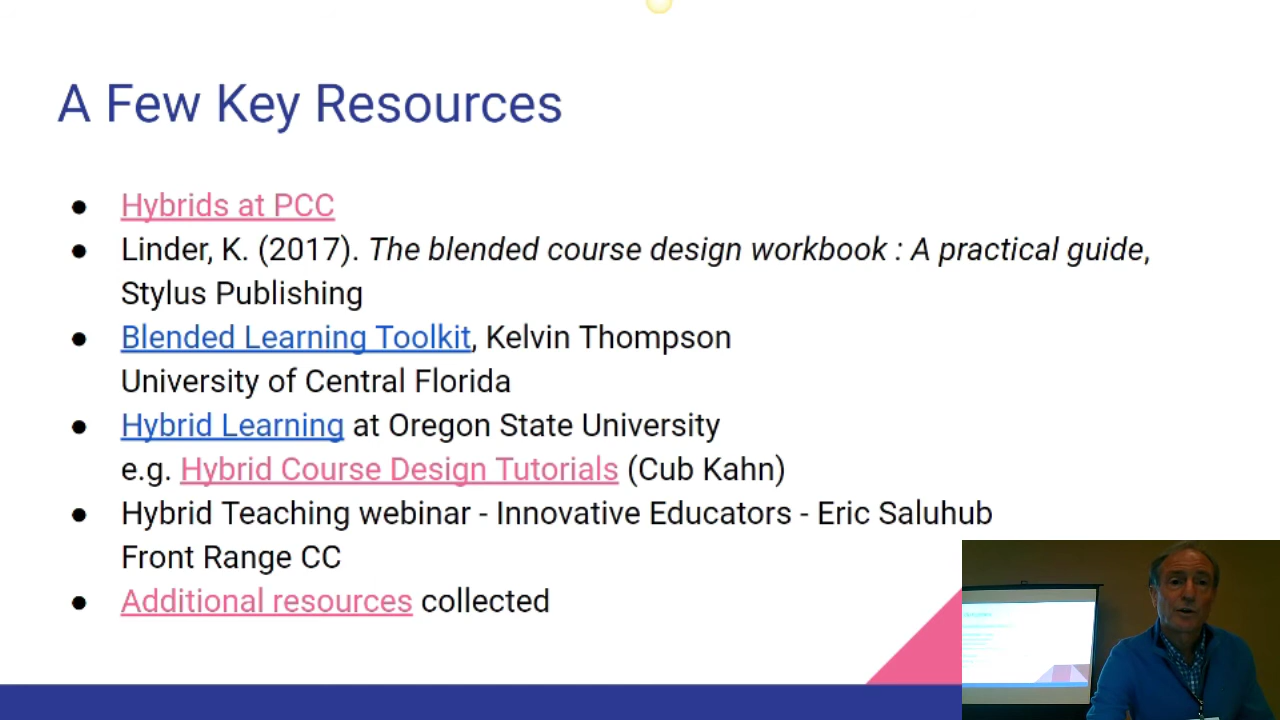 A Few Key Resources
● Hybrids at PCC
● Linder, K. (2017). The blended course design workbook : A practical guide,
Stylus Publishing
● Blended Learning Toolkit, Kelvin Thompson
University of Central Florida
● Hybrid Learning at Oregon State University
e.g. Hybrid Course Design Tutorials (Cub Kahn)
● Hybrid Teaching webinar - Innovative Educators - Eric Saluhub
Front Range CC
● Additional resources collected